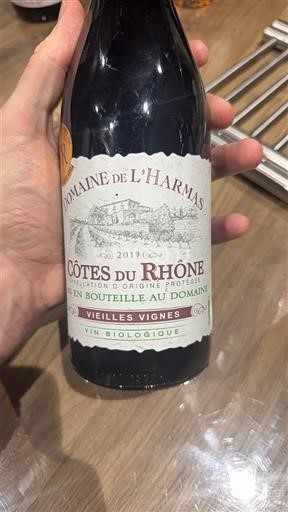 DOMAINE DE L'HARMAS
2019
CÔTES DU RHÔNE
APPELLATION D'ORIGINE PROTÉGÉE
EN BOUTEILLE AU DOMAINE
VIEILLES VIGNES
VIN BIOLOGIQUE